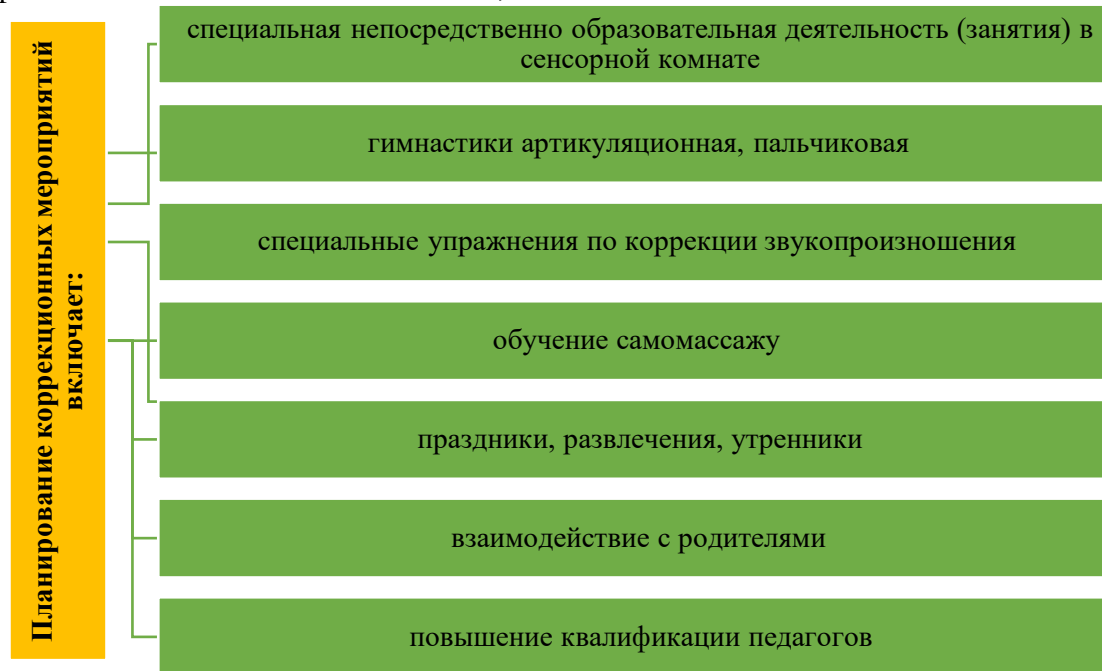 Планирование коррекционных мероприятий
включает:
специальная непосредственно образовательная деятельность (занятия) в
сенсорной комнате
гимнастики артикуляционная, пальчиковая
специальные упражнения по коррекции звукопроизношения
обучение самомассажу
праздники, развлечения, утренники
взаимодействие с родителями
повышение квалификации педагогов